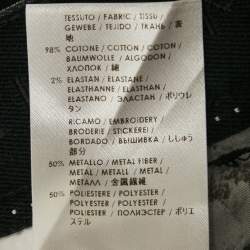 TESSUTO / FABRIC / TISSU /
GEWEBE / TEJIDO / ТКАНЬ / 表
地
98% COTONE / COTTON / COTON /
BAUMWOLLE / ALGODON /
ХЛОПОК / 綿
2% ELASTAN / ELASTANE /
ELASTHANNE / ELASTHAN /
ELASTANO / ЭЛАСТАН / ポリウレ
タン
RICAMO / EMBROIDERY /
BRODERIE / STICKEREI /
BORDADO / ВЫШИВКА / ししゅう
部分
50% METALLO / METAL FIBER /
METAL / METALL / METAL /
МЕТАЛЛ / 金属繊維
50% POLIESTERE / POLYESTER /
POLYESTER / POLYESTER /
POLIESTER / ПОЛИЭСТЕР / ポリエ
ステル